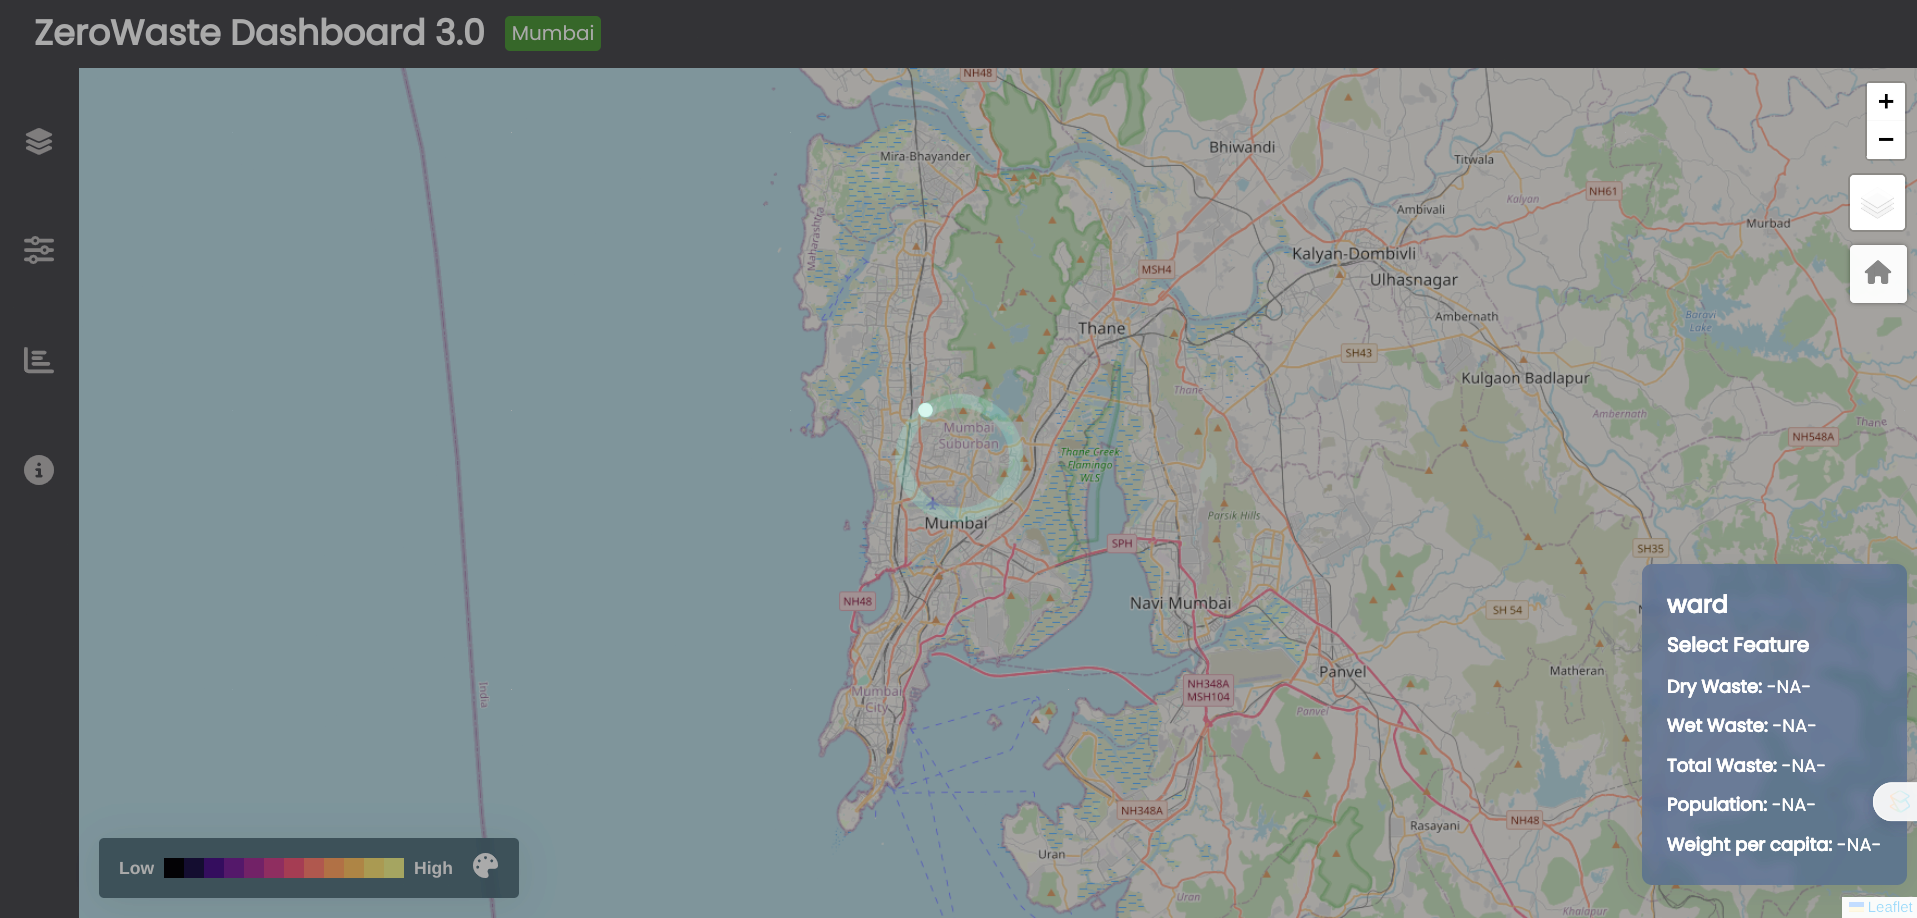 ZeroWaste Dashboard 3.0
Mumbai
NH48
Mira-Bhayander
Bhiwandi
Titwala
NH61
Kalyan
Ambivali
Murbad
Maharashtra
Kalyan-Dombivli
MSH4
Ulhasnagar
Baravi
Lake
Ambernath
Thane
SH43
Kulgaon Badlapur
Thane
Ambernath
Thane
Mumbai
Suburban
NH548A
Thane Creek
Flamingo
WLS
Parsik Hills
Mumbai
SPH
SH35
NH48
Navi Mumbai
SH 54
Panvel
Matheran
India
Mumbai
City
NH348A
MSH104
Panvel
NH348A
NH48
Rasayani
Uran
Uran
Khalapur
+
−
ward
Select Feature
Dry Waste: -NA-
Wet Waste: -NA-
Total Waste: -NA-
Population: -NA-
Weight per capita: -NA-
Low
High
Leaflet